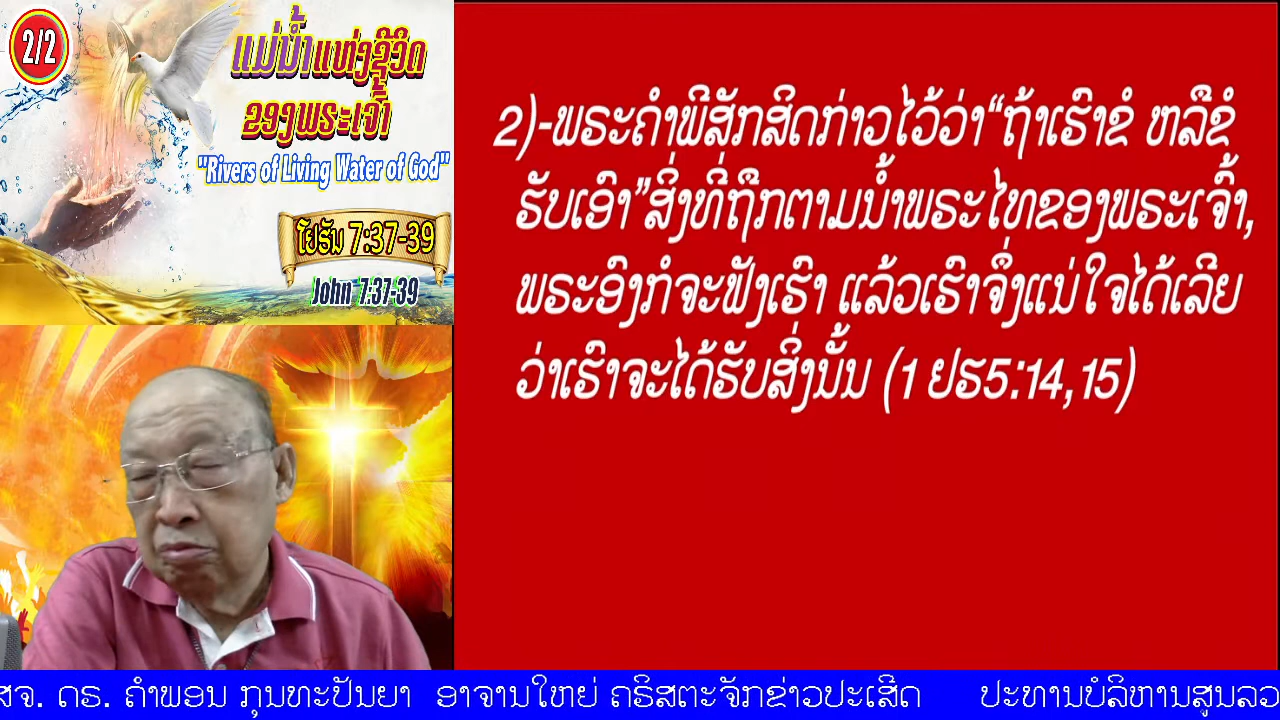 2/2
ແມ່ນ້ຳແຫ່ງຊີວິດ
ຂອງພຣະເຈົ້າ
"Rivers of Living Water of God"
ໂຢຮັນ 7:37-39
John 7:37-39
2)-ພຣະຄຳພີສັກສິດກ່າວໄວ້ວ່າ“ຖ້າເຮົາຂໍ ຫລືຂໍ
ຮັບເອົາ”ສິ່ງທີ່ຖືກຕາມນ້ຳພຣະໄທຂອງພຣະເຈົ້າ,
ພຣະອົງກໍຈະຟັງເຮົາ ແລ້ວເຮົາຈຶ່ງແນ່ໃຈໄດ້ເລີຍ
ວ່າເຮົາຈະໄດ້ຮັບສິ່ງນັ້ນ (1 ຢຮ5:14,15)
ສຈ. ດຣ. ຄຳພອນ ກຸນທະປັນຍາ ອາຈານໃຫຍ່ ຄຣິສຕະຈັກຂ່າວປະເສີດ ປະທານບໍລິຫານສູນລວ